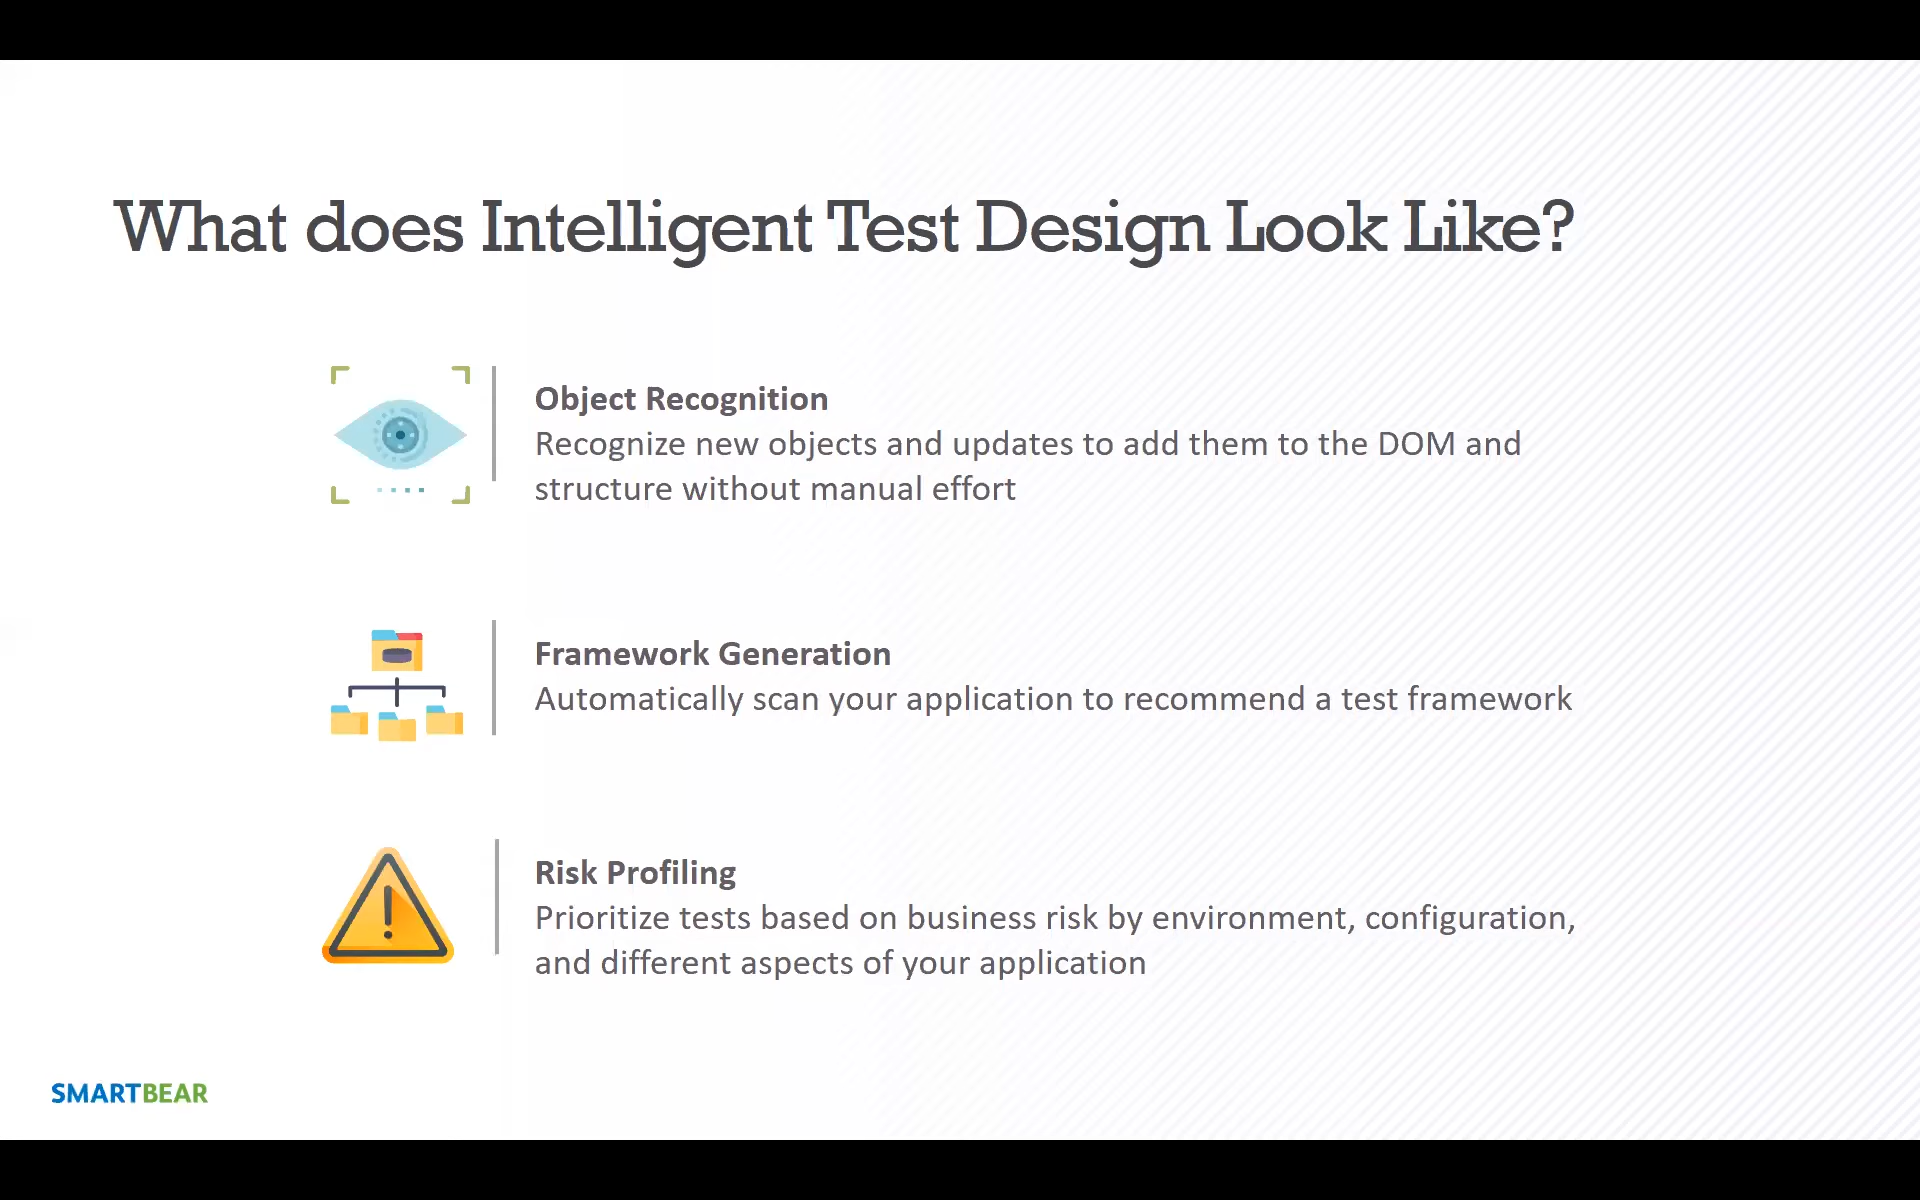 What does Intelligent Test Design Look Like?
Object Recognition
Recognize new objects and updates to add them to the DOM and
structure without manual effort
Framework Generation
Automatically scan your application to recommend a test framework
Risk Profiling
Prioritize tests based on business risk by environment, configuration,
and different aspects of your application
SMARTBEAR